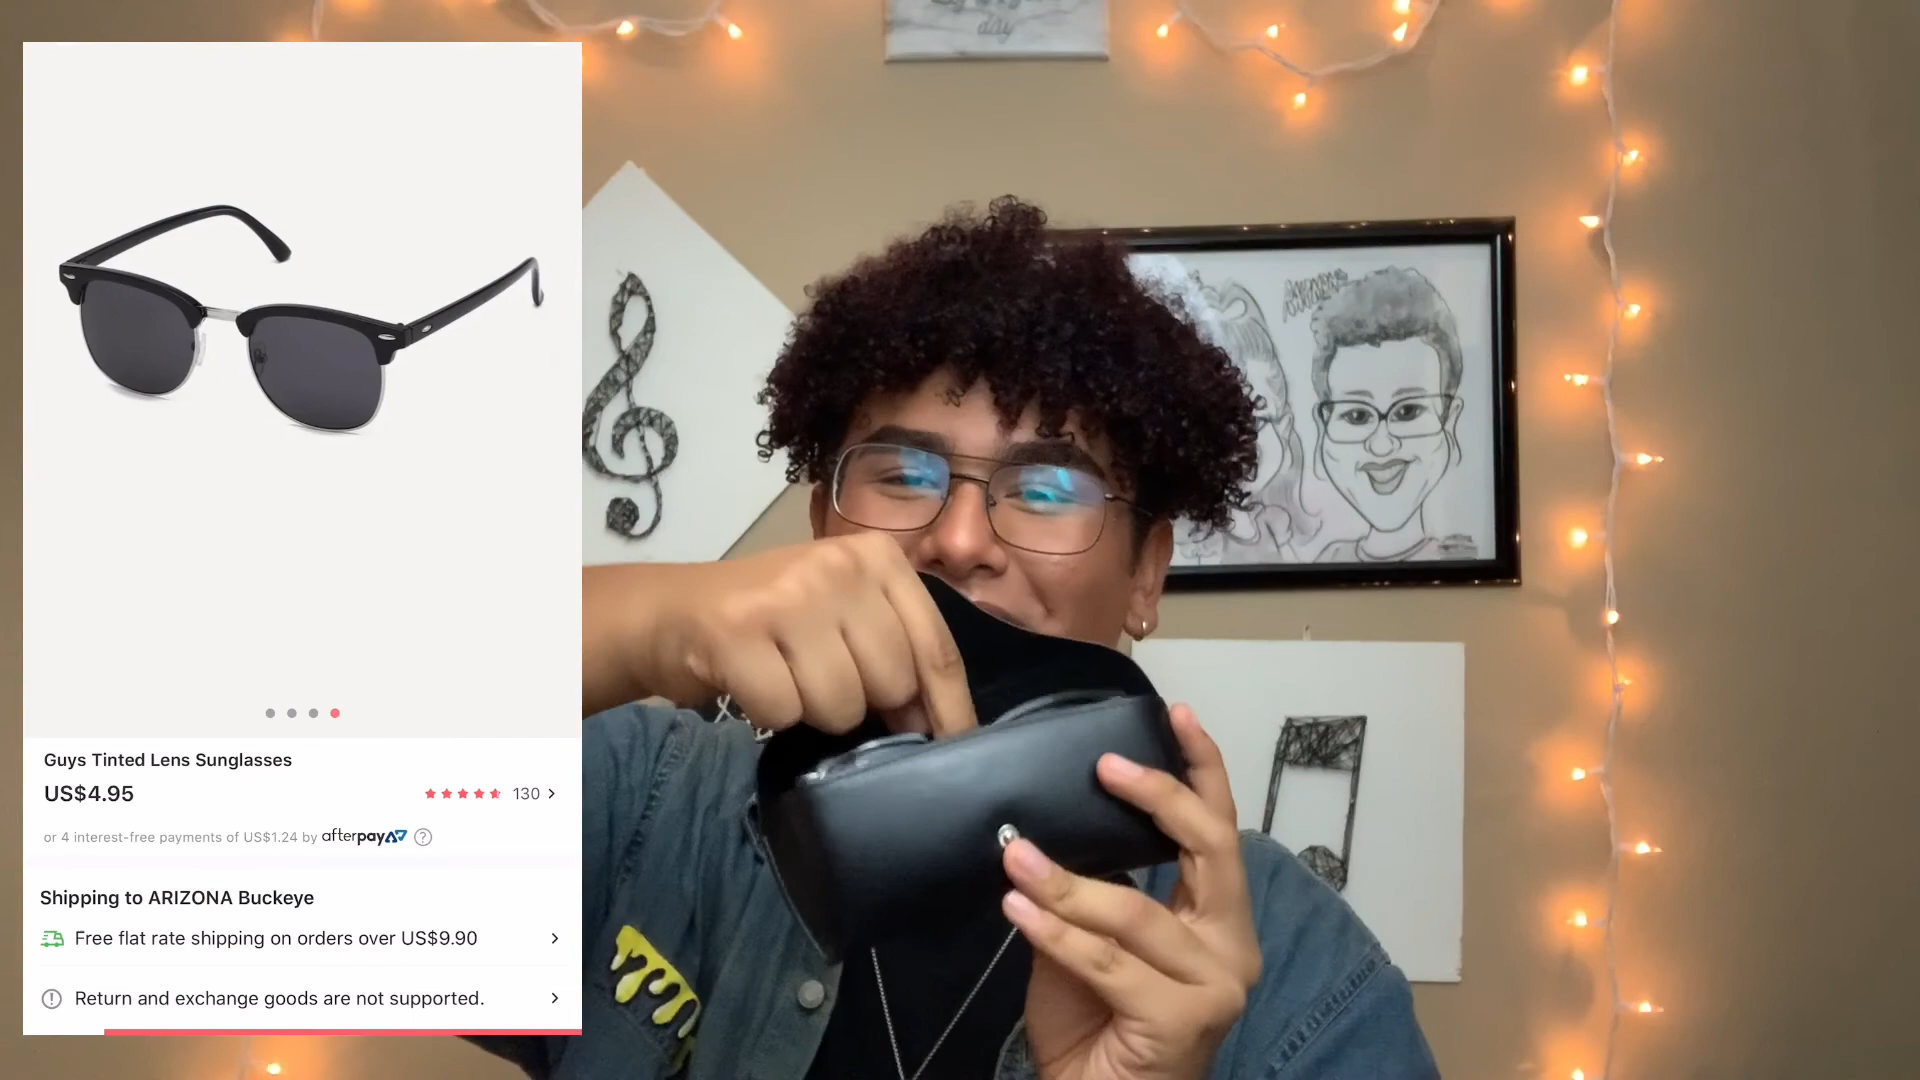 day
Guys Tinted Lens Sunglasses
US$4.95
130
or 4 interest-free payments of US$1.24 by afterpay
Shipping to ARIZONA Buckeye
Free flat rate shipping on orders over US$9.90
Return and exchange goods are not supported.